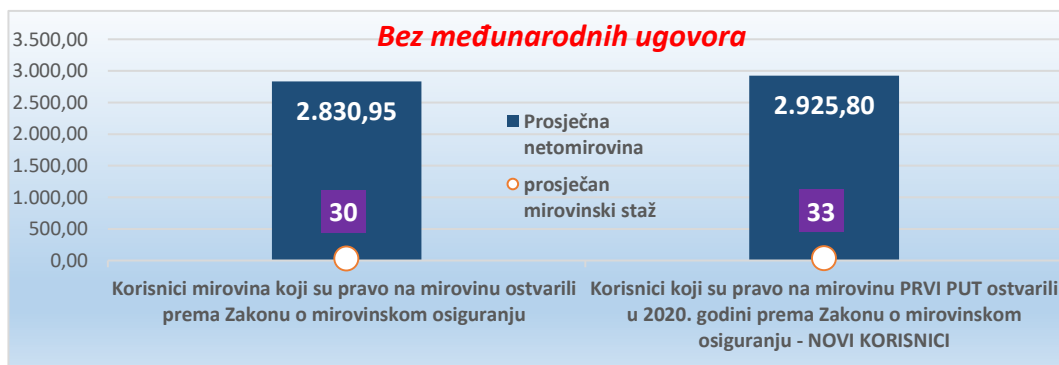 Bez međunarodnih ugovora
3.500,00
3.000,00
2.500,00
2.000,00
1.500,00
1.000,00
500,00
0,00
2.830,95
30
Prosječna
netomirovina
prosječan
mirovinski staž
2.925,80
33
Korisnici mirovina koji su pravo na mirovinu ostvarili
prema Zakonu o mirovinskom osiguranju
Korisnici koji su pravo na mirovinu PRVI PUT ostvarili
u 2020. godini prema Zakonu o mirovinskom
osiguranju - NOVI KORISNICI